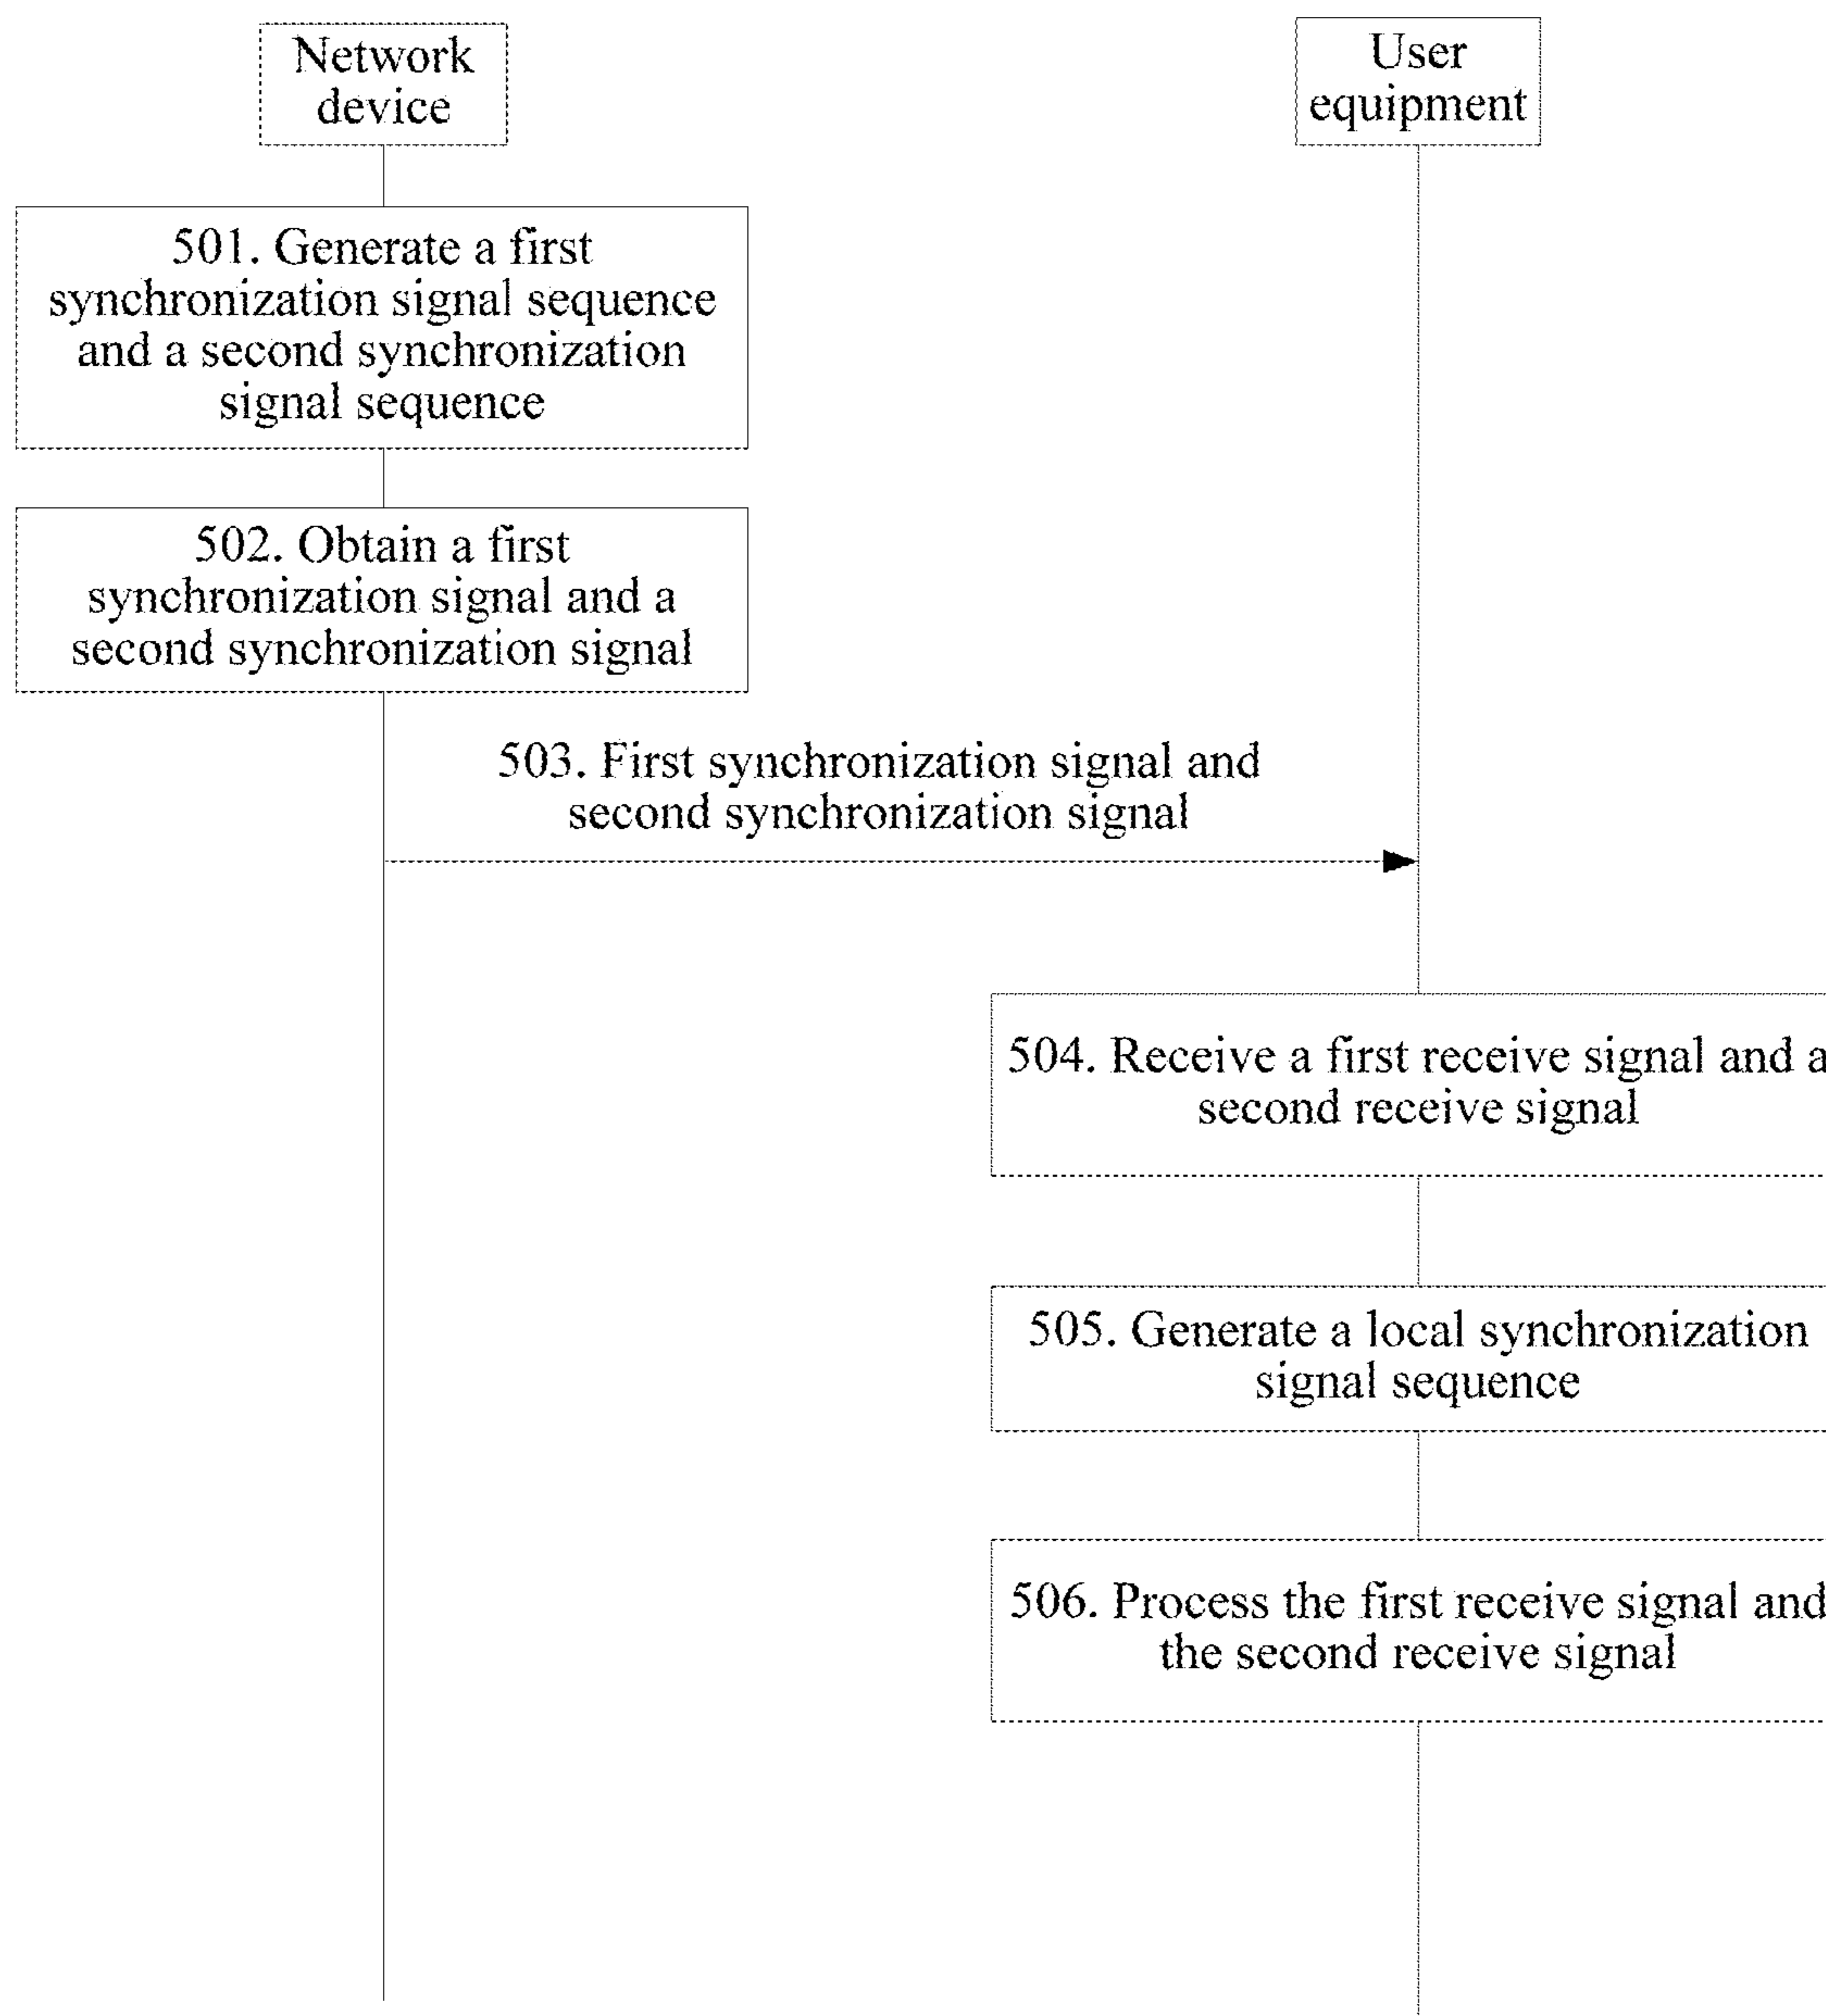 Network
device
User
equipment
501. Generate a first
synchronization signal sequence
and a second synchronization
signal sequence
502. Obtain a first
synchronization signal and a
second synchronization signal
503. First synchronization signal and
second synchronization signal
504. Receive a first receive signal and a
second receive signal
505. Generate a local synchronization
signal sequence
506. Process the first receive signal and
the second receive signal